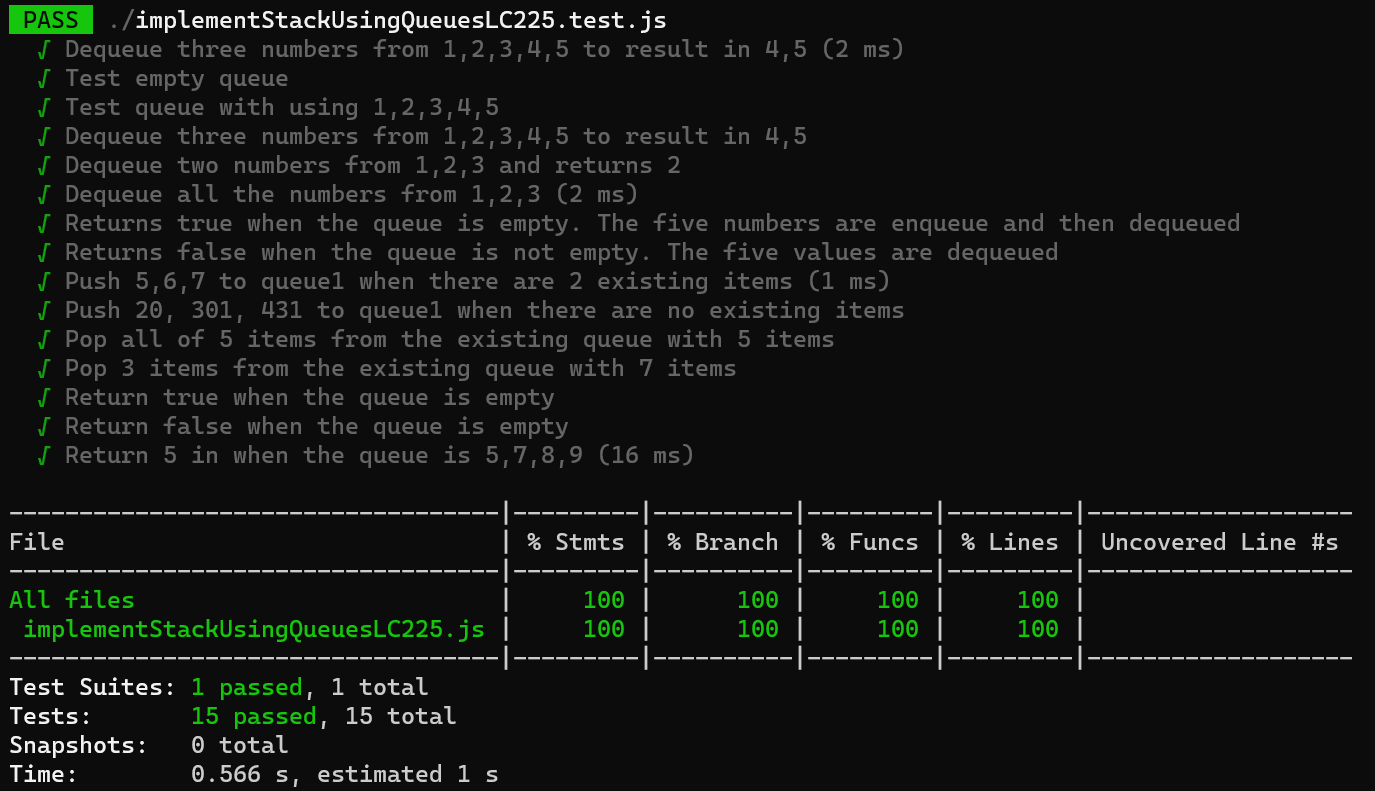 PASS ./implementStackUsingQueuesLC225.test.js
√ Dequeue three numbers from 1,2,3,4,5 to result in 4,5 (2 ms)
√ Test empty queue
√ Test queue with using 1,2,3,4,5
√ Dequeue three numbers from 1,2,3,4,5 to result in 4,5
√ Dequeue two numbers from 1,2,3 and returns 2
√ Dequeue all the numbers from 1,2,3 (2 ms)
√ Returns true when the queue is empty. The five numbers are enqueue and then dequeued
√ Returns false when the queue is not empty. The five values are dequeued
√ Push 5,6,7 to queue1 when there are 2 existing items (1 ms)
√ Push 20, 301, 431 to queue1 when there are no existing items
√ Pop all of 5 items from the existing queue with 5 items
√ Pop 3 items from the existing queue with 7 items
√ Return true when the queue is empty
√ Return false when the queue is empty
√ Return 5 in when the queue is 5,7,8,9 (16 ms)
-----------------------------------|---------|----------|---------|---------|-------------------
File | % Stmts | % Branch | % Funcs | % Lines | Uncovered Line #s
-----------------------------------|---------|----------|---------|---------|-------------------
All files | 100 | 100 | 100 | 100 |
implementStackUsingQueuesLC225.js | 100 | 100 | 100 | 100 |
-----------------------------------|---------|----------|---------|---------|-------------------
Test Suites: 1 passed, 1 total
Tests: 15 passed, 15 total
Snapshots: 0 total
Time: 0.566 s, estimated 1 s